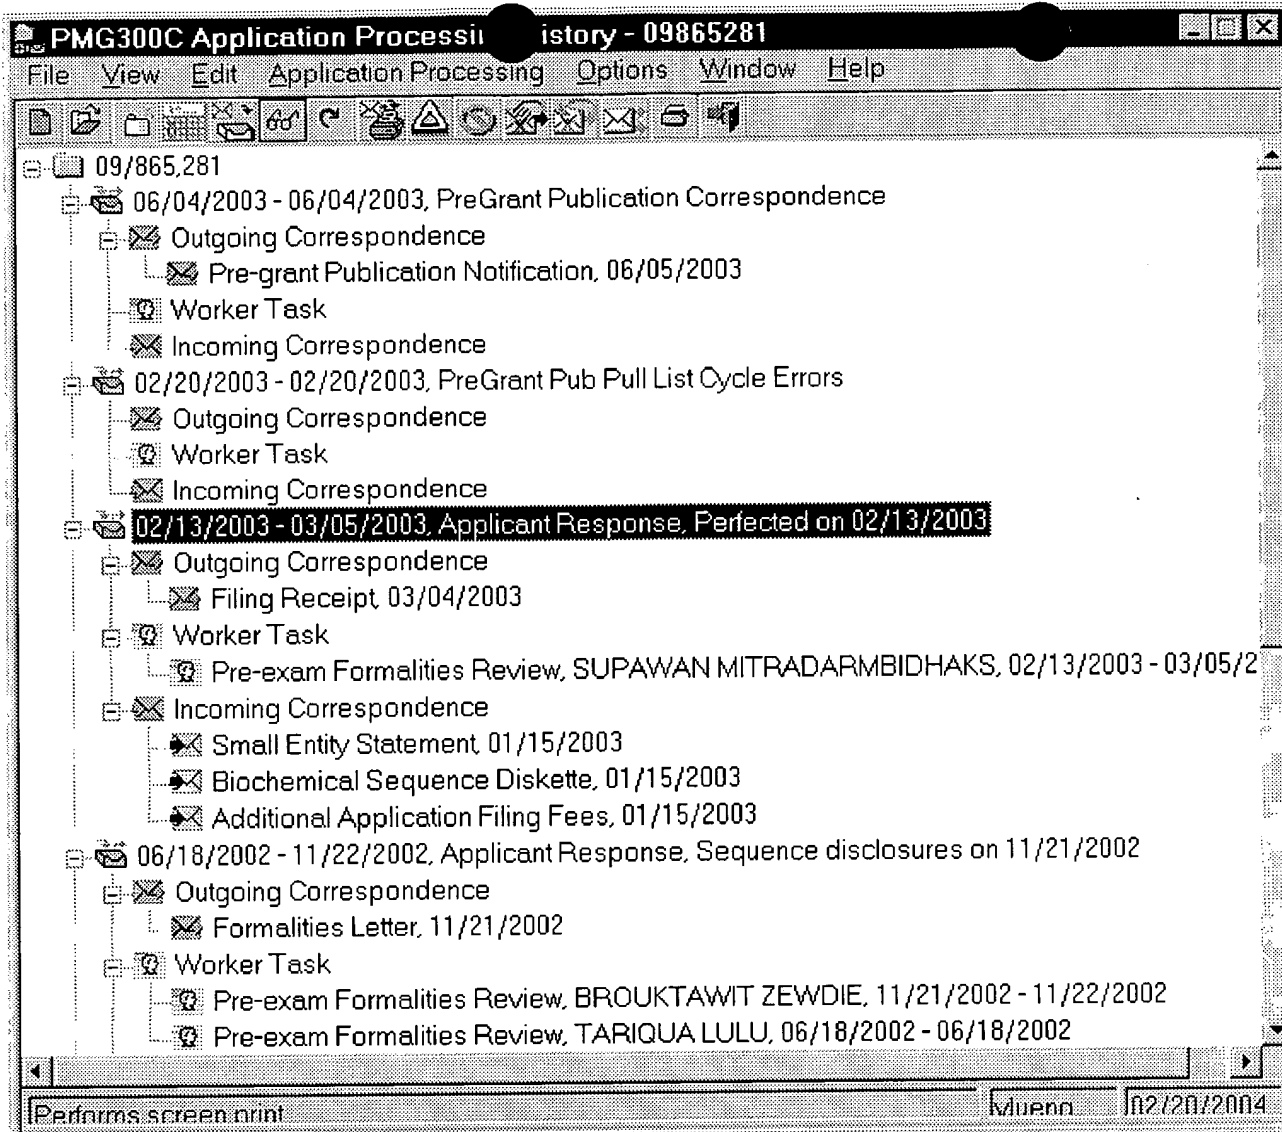 PMG300C Application Processin istory - 09865281
File View Edit Application Processing Options Window Help
09/865,281
06/04/2003 - 06/04/2003, PreGrant Publication Correspondence
Outgoing Correspondence
Pre-grant Publication Notification, 06/05/2003
Worker Task
Incoming Correspondence
02/20/2003 - 02/20/2003, PreGrant Pub Pull List Cycle Errors
Outgoing Correspondence
Worker Task
Incoming Correspondence
02/13/2003 - 03/05/2003, Applicant Response, Perfected on 02/13/2003
Outgoing Correspondence
Filing Receipt, 03/04/2003
Worker Task
Pre-exam Formalities Review, SUPAWAN MITRADARMBIDHAKS, 02/13/2003 - 03/05/2
Incoming Correspondence
Small Entity Statement, 01/15/2003
Biochemical Sequence Diskette, 01/15/2003
Additional Application Filing Fees, 01/15/2003
06/18/2002 - 11/22/2002, Applicant Response, Sequence disclosures on 11/21/2002
Outgoing Correspondence
Formalities Letter, 11/21/2002
Worker Task
Pre-exam Formalities Review, BROUKTAWIT ZEWDIE, 11/21/2002 - 11/22/2002
Pre-exam Formalities Review, TARIQUA LULU, 06/18/2002 - 06/18/2002
Performs screen print 02/20/2004